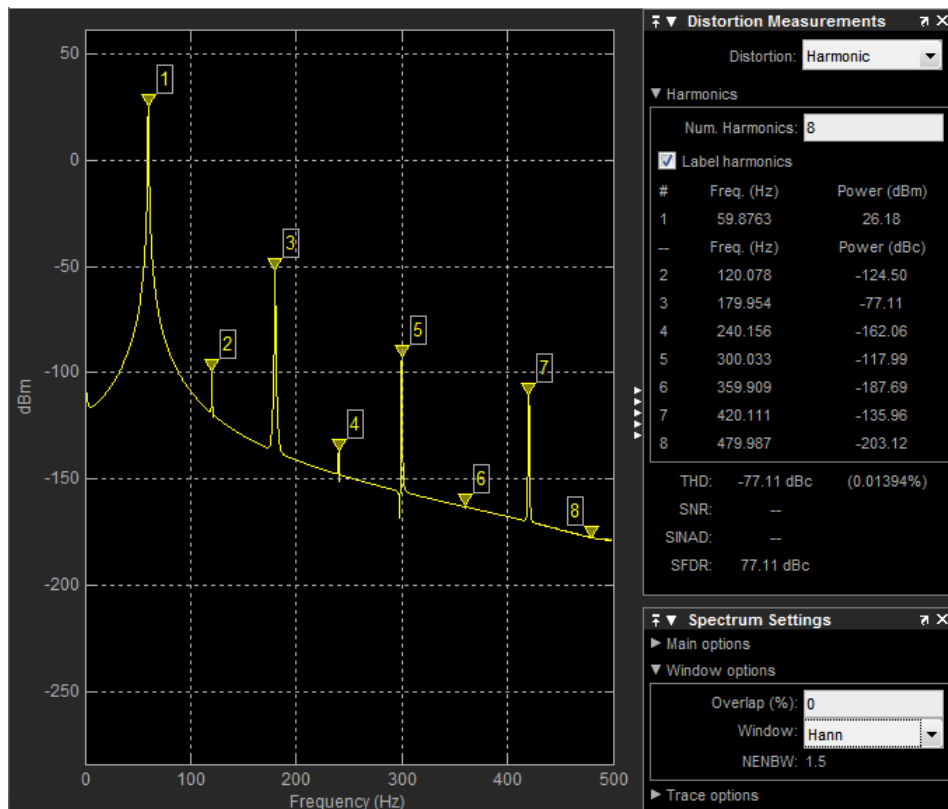 50
0
-50
-100
-150
-200
-250
dBm
0 100 200 300 400 500
Frequency (Hz)
1
2
3
4
5
6
7
8
Distortion Measurements
Distortion: Harmonic
Harmonics
Num. Harmonics: 8
Label harmonics
# Freq. (Hz) Power (dBm)
1 59.8763 26.18
-- Freq. (Hz) Power (dBc)
2 120.078 -124.50
3 179.954 -77.11
4 240.156 -162.06
5 300.033 -117.99
6 359.909 -187.69
7 420.111 -135.96
8 479.987 -203.12
THD: -77.11 dBc (0.01394%)
SNR: --
SINAD: --
SFDR: 77.11 dBc
Spectrum Settings
Main options
Window options
Overlap (%): 0
Window: Hann
NENBW: 1.5
Trace options